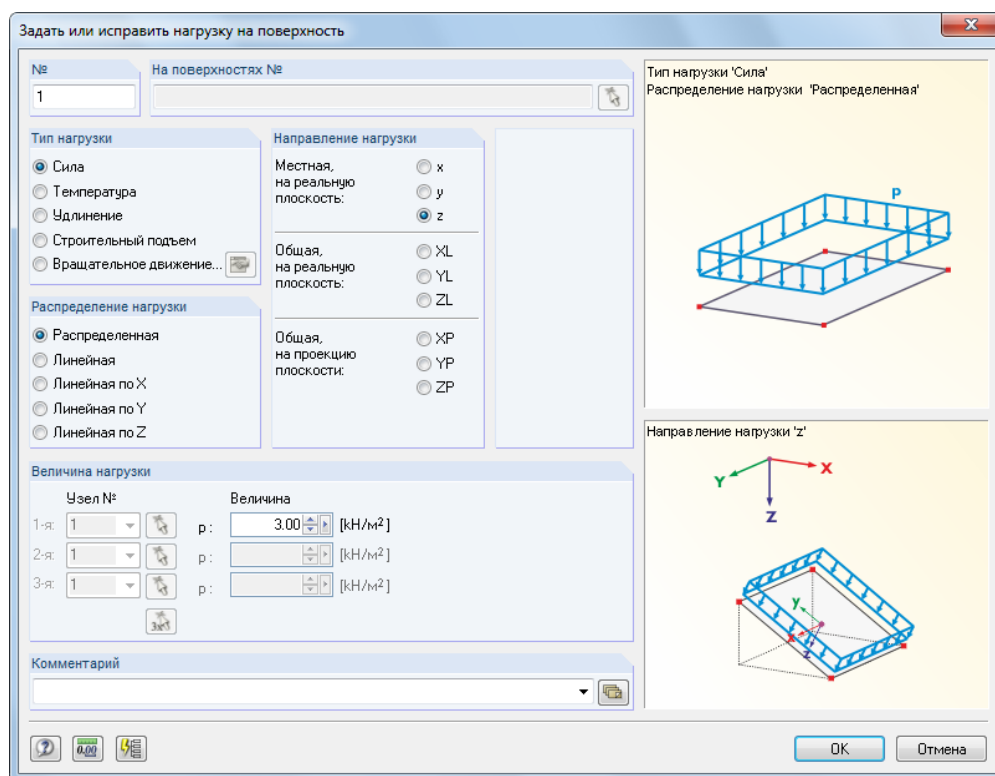 Задать или исправить нагрузку на поверхность
№
1
На поверхностях №
Тип нагрузки
Сила
Температура
Удлинение
Строительный подъем
Вращательное движение...
Направление нагрузки
Местная,
на реальную
плоскость:
x
y
z
Общая,
на реальную
плоскость:
XL
YL
ZL
Общая,
на проекцию
плоскости:
XP
YP
ZP
Распределение нагрузки
Распределенная
Линейная
Линейная по X
Линейная по Y
Линейная по Z
Величина нагрузки
Узел № Величина
1-я: 1 p: 3.00 [kH/м²]
2-я: 1 p: [kH/м²]
3-я: 1 p: [kH/м²]
3x
Комментарий
Тип нагрузки 'Сила'
Распределение нагрузки 'Распределенная'
p
Направление нагрузки 'z'
X
Y
Z
y
x
z
0.00
OK
Отмена